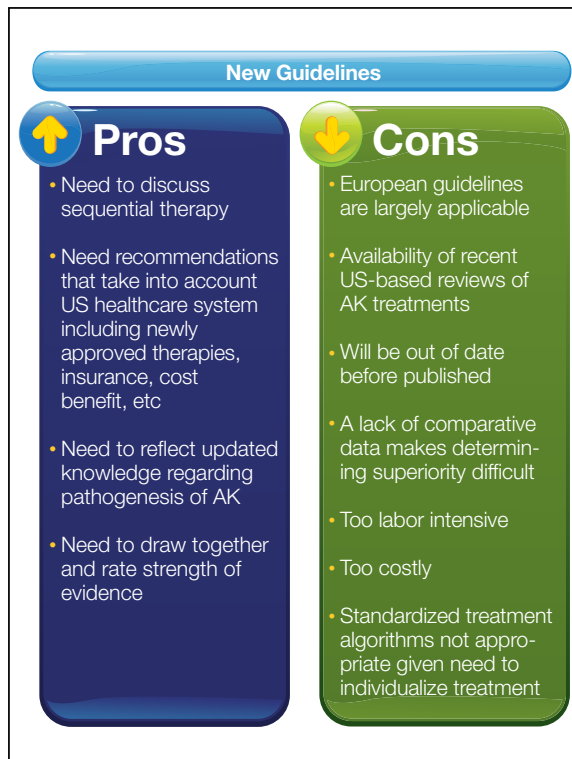 New Guidelines
Pros
• Need to discuss
sequential therapy
• Need recommendations
that take into account
US healthcare system
including newly
approved therapies,
insurance, cost
benefit, etc
• Need to reflect updated
knowledge regarding
pathogenesis of AK
• Need to draw together
and rate strength of
evidence
Cons
• European guidelines
are largely applicable
• Availability of recent
US-based reviews of
AK treatments
• Will be out of date
before published
• A lack of comparative
data makes determin-
ing superiority difficult
• Too labor intensive
• Too costly
• Standardized treatment
algorithms not appro-
priate given need to
individualize treatment